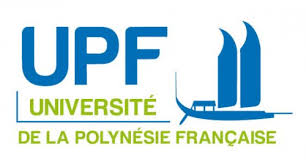 UPF
UNIVERSITÉ
DE LA POLYNÉSIE FRANÇAISE